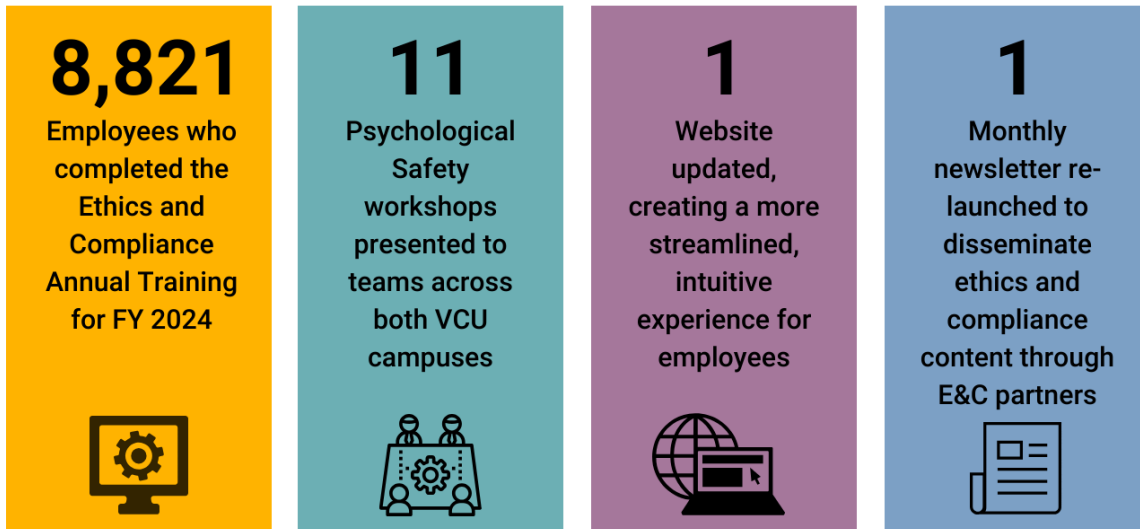 8,821
Employees who
completed the
Ethics and
Compliance
Annual Training
for FY 2024
11
Psychological
Safety
workshops
presented to
teams across
both VCU
campuses
1
Website
updated,
creating a more
streamlined,
intuitive
experience for
employees
1
Monthly
newsletter re-
launched to
disseminate
ethics and
compliance
content through
E&C partners